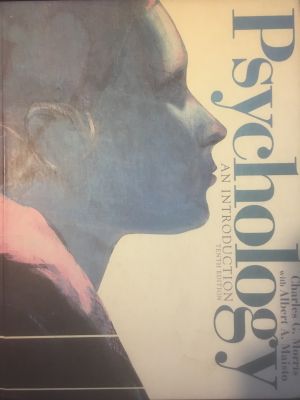 Psychology
AN INTRODUCTION
TENTH EDITION
Charles G. Morris
with Albert A. Maisto